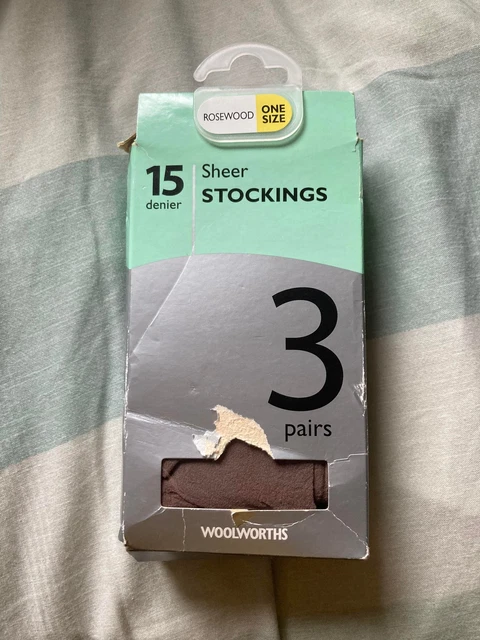 ROSEWOOD
ONE
SIZE
15
denier
Sheer
STOCKINGS
3
pairs
WOOLWORTHS